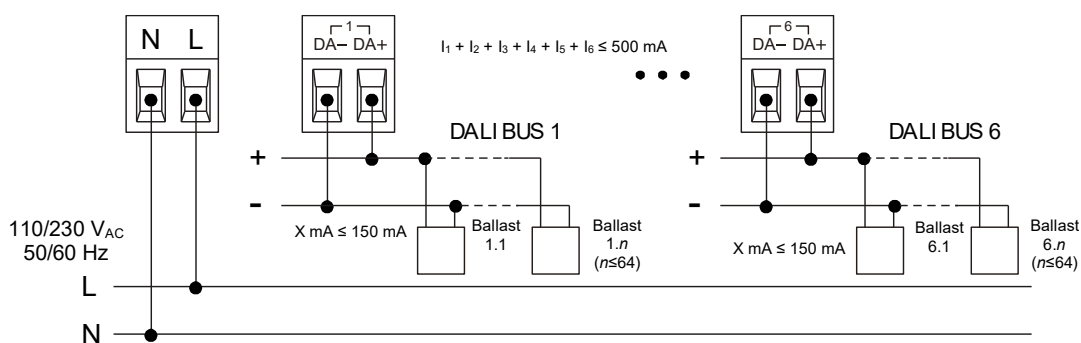 N L
1
DA– DA+
I₁ + I₂ + I₃ + I₄ + I₅ + I₆ ≤ 500 mA
6
DA– DA+
DALI BUS 1
DALI BUS 6
+
-
+
-
110/230 VAC
50/60 Hz
X mA ≤ 150 mA
Ballast
1.1
Ballast
1.n
(n≤64)
X mA ≤ 150 mA
Ballast
6.1
Ballast
6.n
(n≤64)
L
N